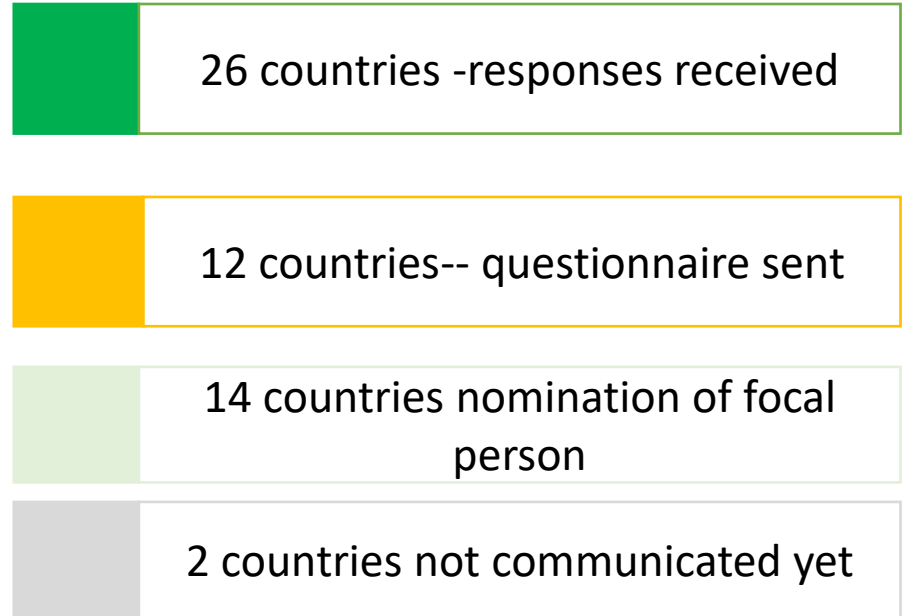 26 countries -responses received
12 countries-- questionnaire sent
14 countries nomination of focal
person
2 countries not communicated yet